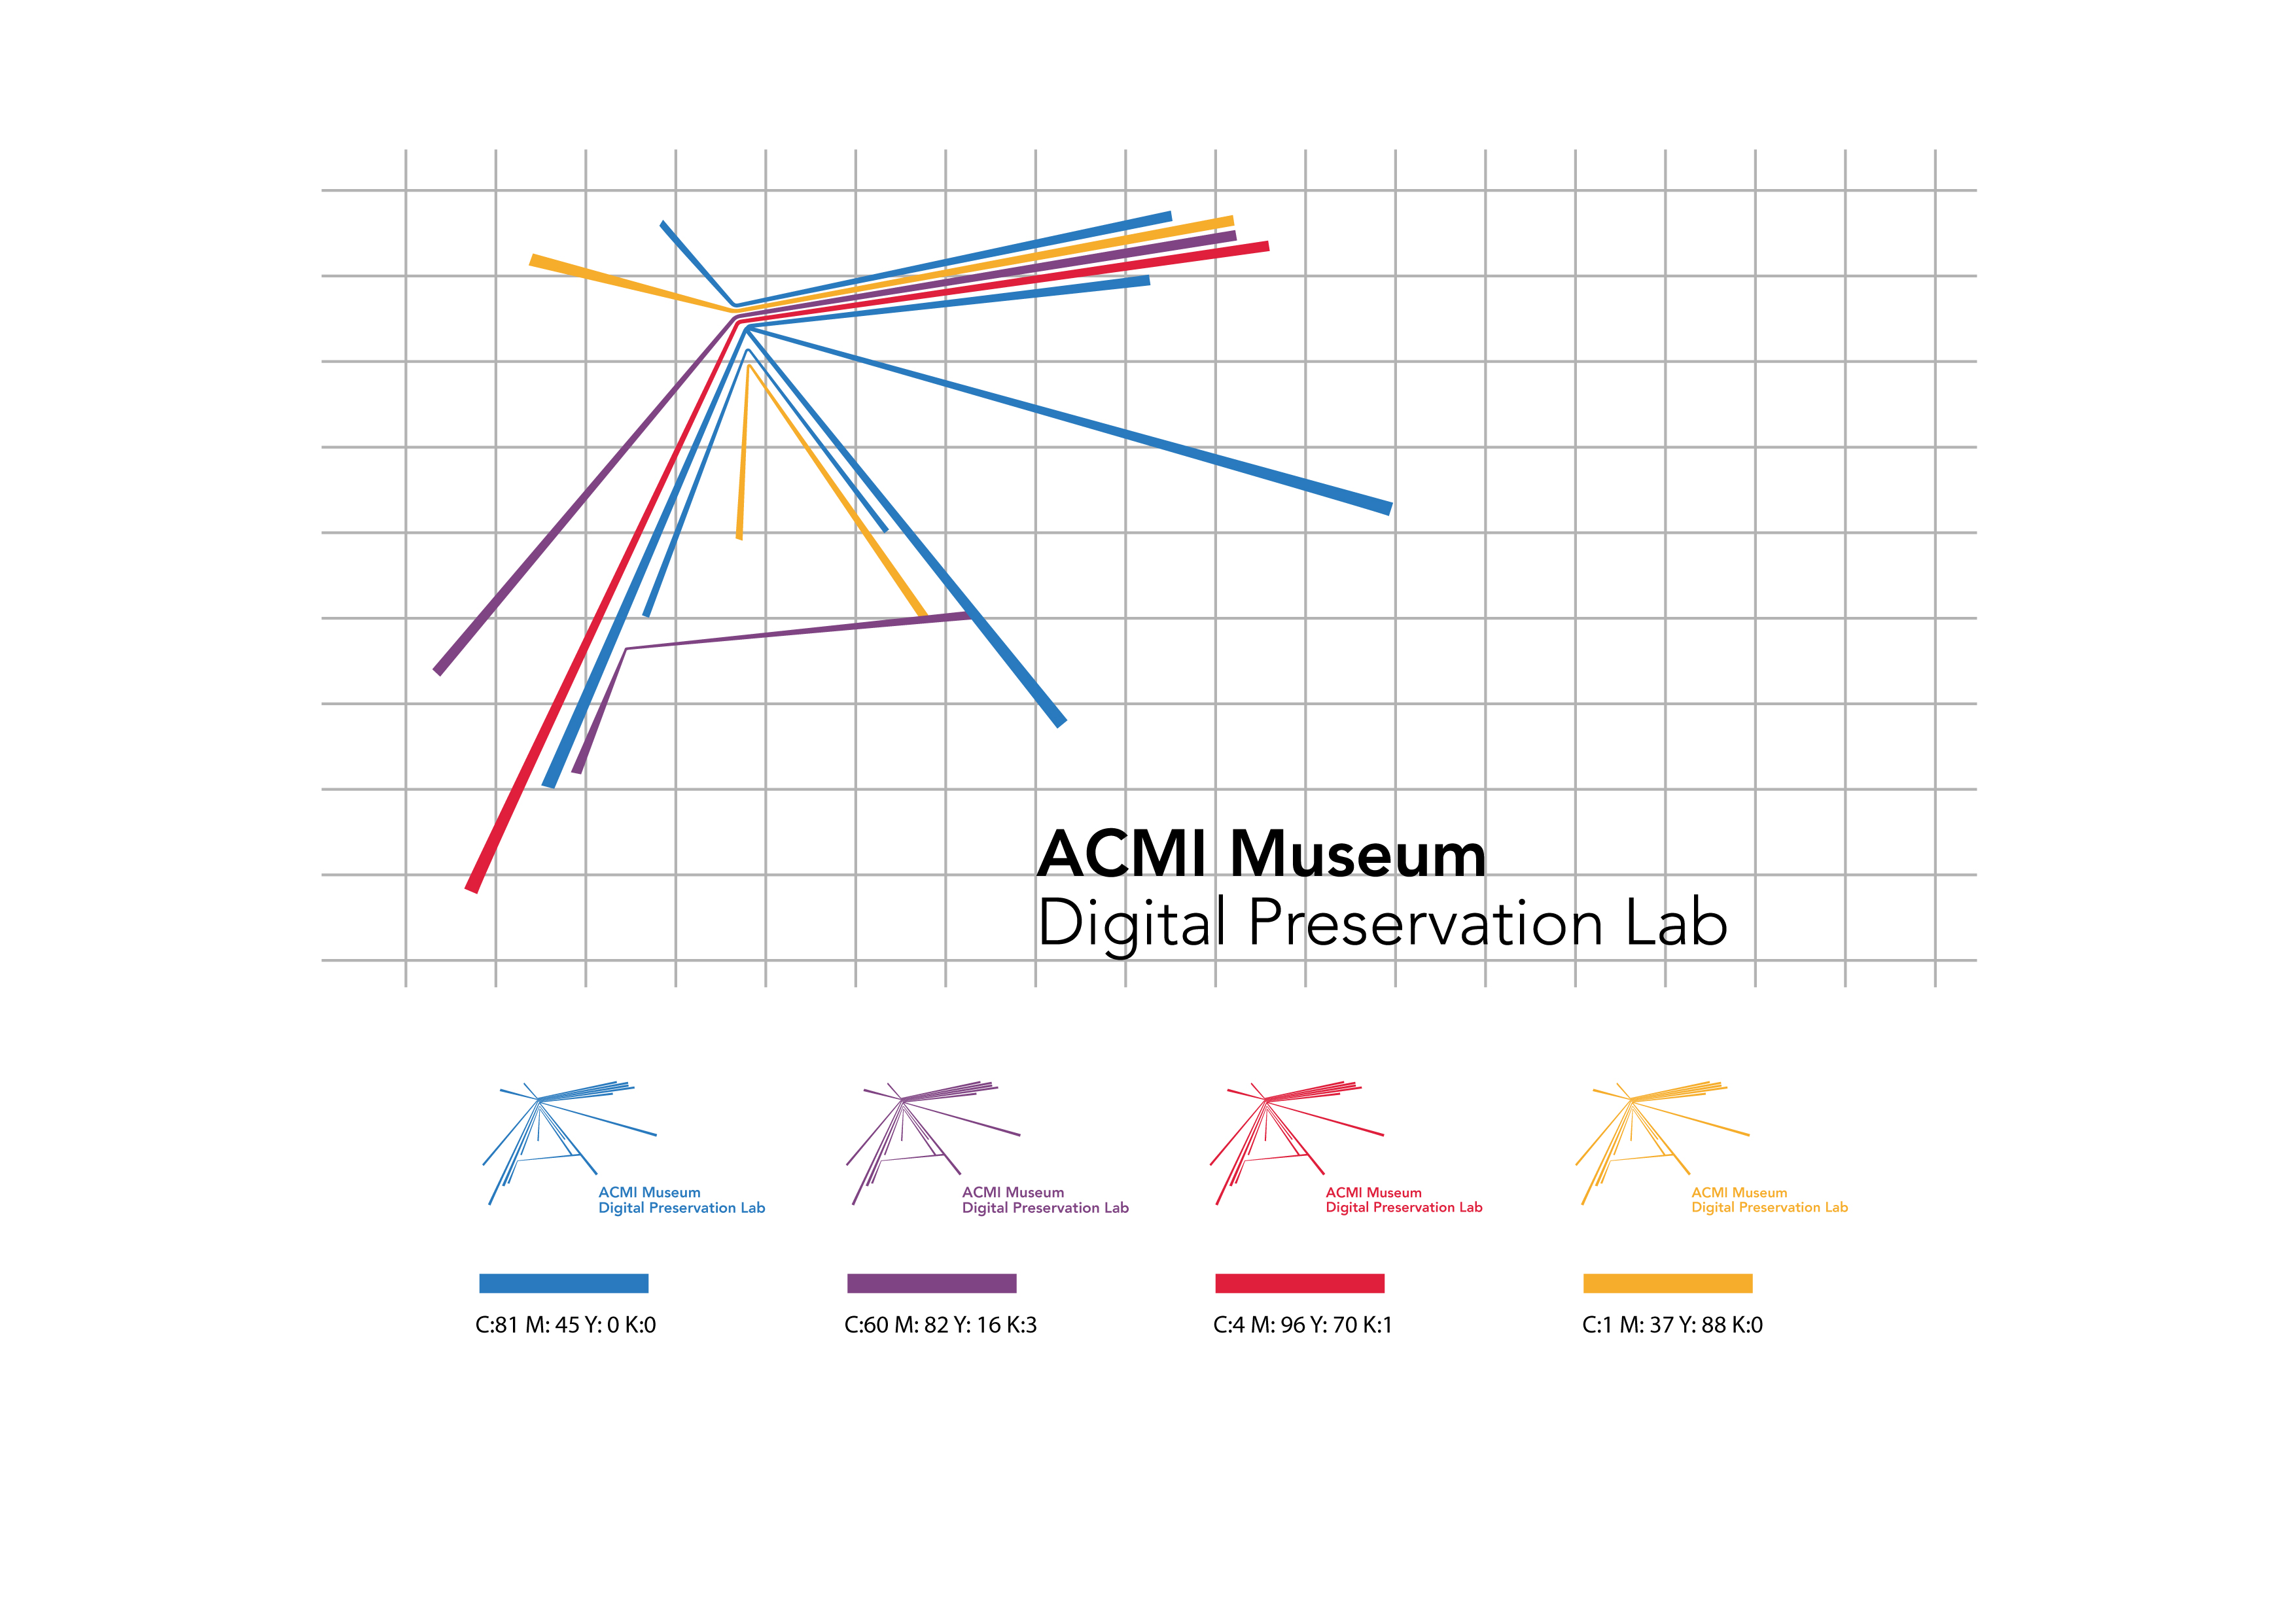 ACMI Museum
Digital Preservation Lab
ACMI Museum
Digital Preservation Lab
ACMI Museum
Digital Preservation Lab
ACMI Museum
Digital Preservation Lab
ACMI Museum
Digital Preservation Lab
C:81 M: 45 Y: 0 K:0
C:60 M: 82 Y: 16 K:3
C:4 M: 96 Y: 70 K:1
C:1 M: 37 Y: 88 K:0